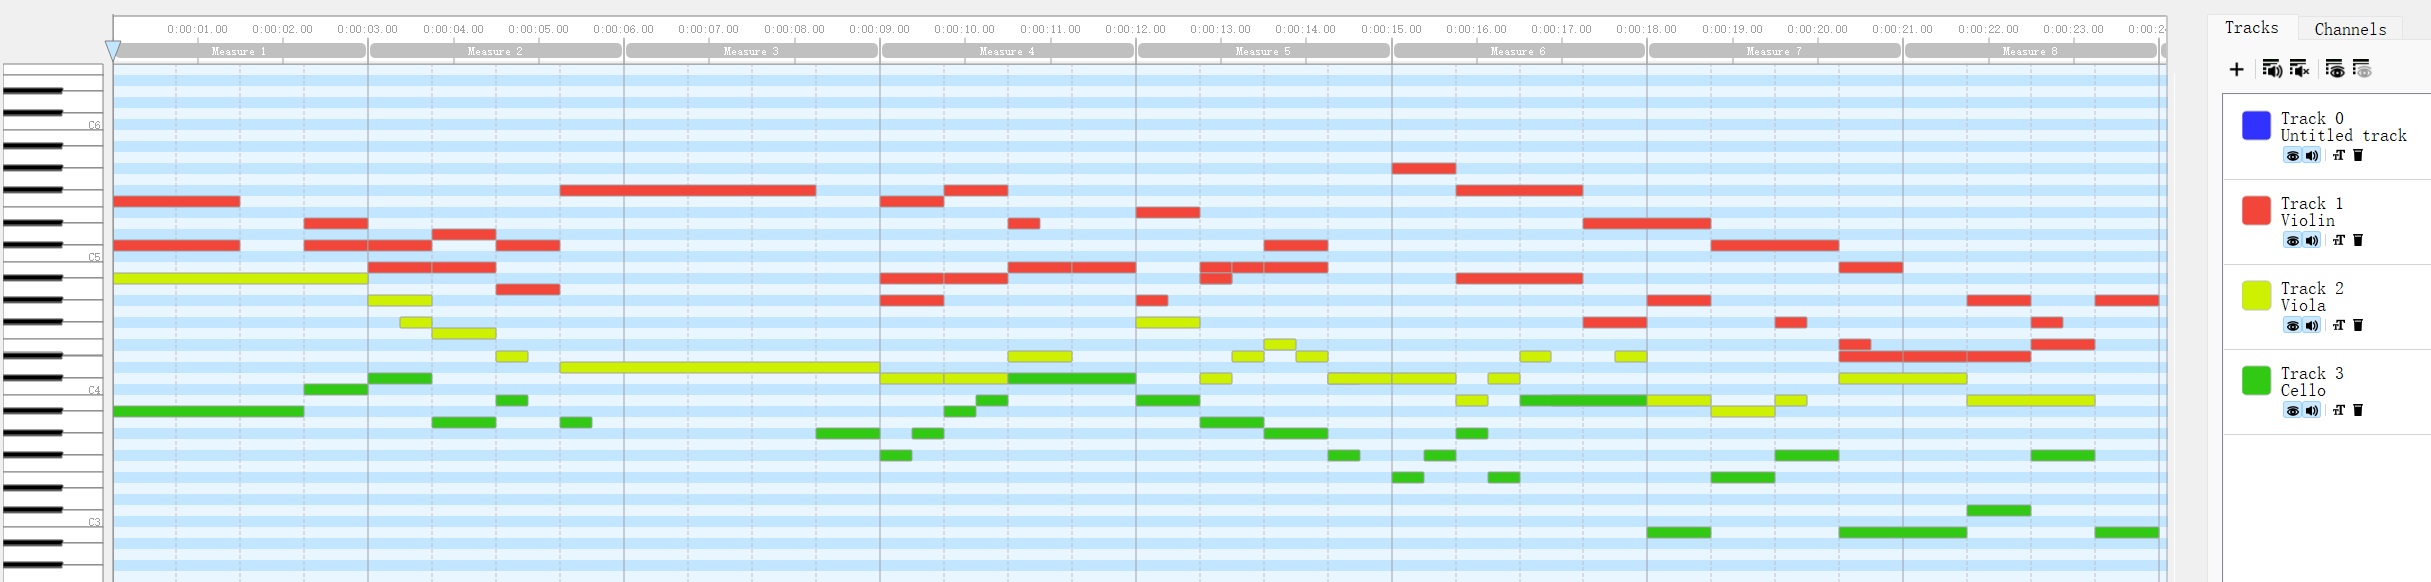 0:00:01.00 0:00:02.00 0:00:03.00 0:00:04.00 0:00:05.00 0:00:06.00 0:00:07.00 0:00:08.00 0:00:09.00 0:00:10.00 0:00:11.00 0:00:12.00 0:00:13.00 0:00:14.00 0:00:15.00 0:00:16.00 0:00:17.00 0:00:18.00 0:00:19.00 0:00:20.00 0:00:21.00 0:00:22.00 0:00:23.00 0:00:24
Measure 1 Measure 2 Measure 3 Measure 4 Measure 5 Measure 6 Measure 7 Measure 8
C6
C5
C4
C3
Tracks Channels
Track 0
Untitled track
Track 1
Violin
Track 2
Viola
Track 3
Cello